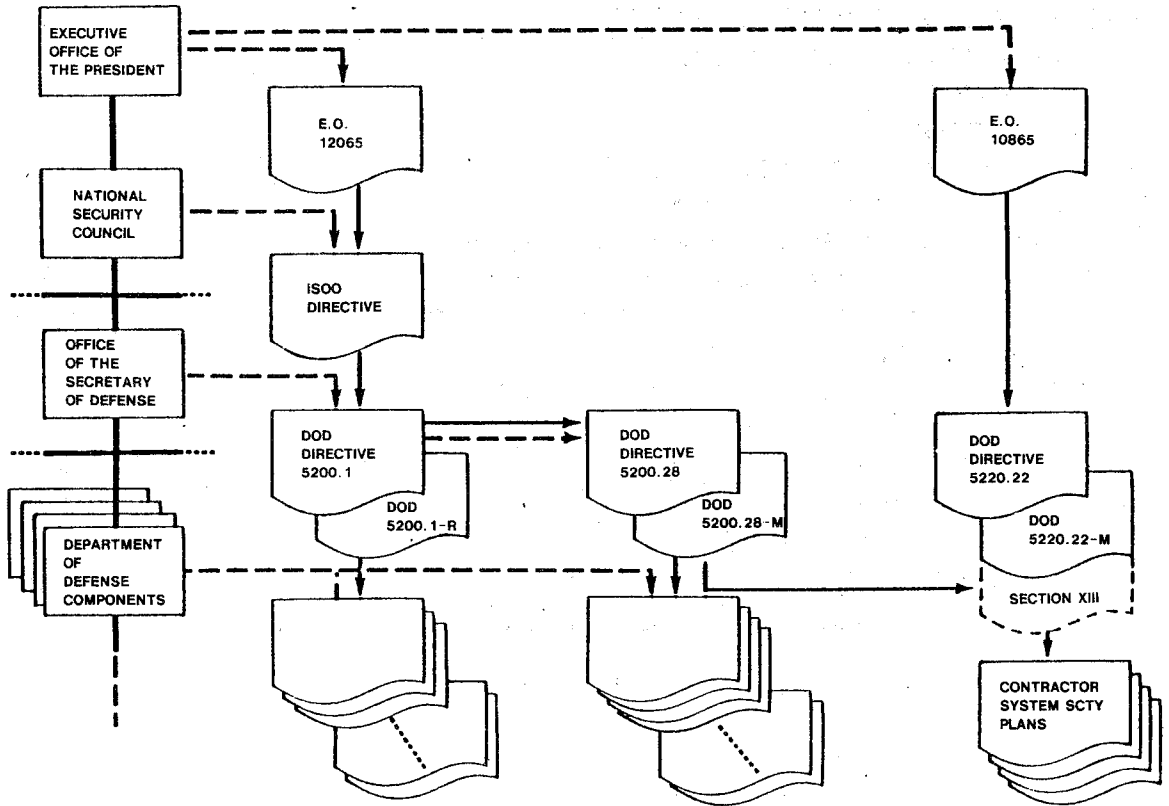 EXECUTIVE
OFFICE OF
THE PRESIDENT
E.O.
12065
E.O.
10865
NATIONAL
SECURITY
COUNCIL
ISOO
DIRECTIVE
OFFICE
OF THE
SECRETARY
OF DEFENSE
DOD
DIRECTIVE
5200.1
DOD
5200.1-R
DOD
DIRECTIVE
5200.28
DOD
5200.28-M
DOD
DIRECTIVE
5220.22
DOD
5220.22-M
DEPARTMENT
OF
DEFENSE
COMPONENTS
SECTION XIII
CONTRACTOR
SYSTEM SCTY
PLANS